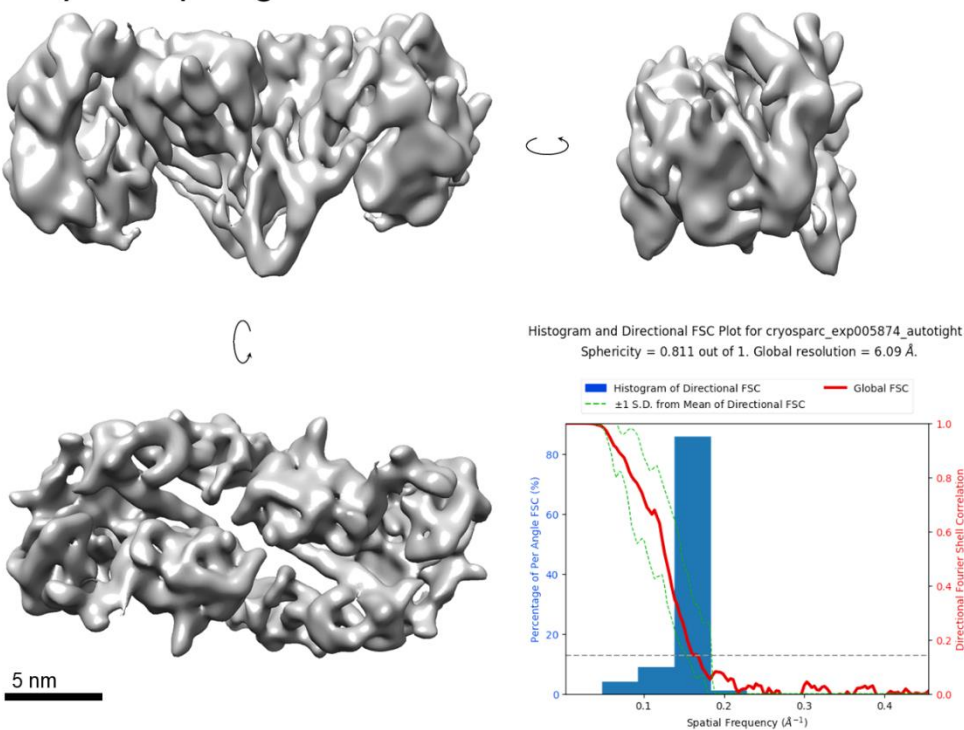 Histogram and Directional FSC Plot for cryosparc_exp005874_autotight
Sphericity = 0.811 out of 1. Global resolution = 6.09 Å.
Histogram of Directional FSC
Global FSC
±1 S.D. from Mean of Directional FSC
Percentage of Per Angle FSC (%)
80
60
40
20
0
1.0
0.8
0.6
0.4
0.2
0.0
Directional Fourier Shell Correlation
0.1
0.2
0.3
0.4
Spatial Frequency (Å⁻¹)
5 nm